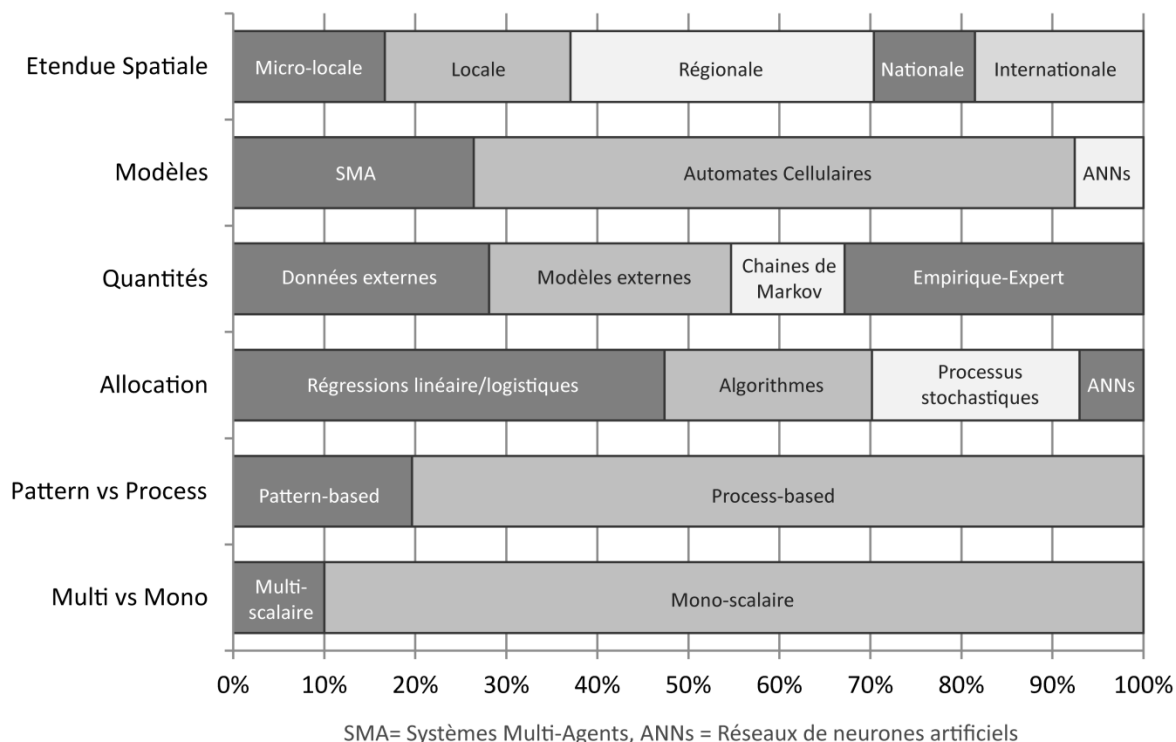 Etendue Spatiale
Micro-locale
Locale
Régionale
Nationale
Internationale
Modèles
SMA
Automates Cellulaires
ANNs
Quantités
Données externes
Modèles externes
Chaines de
Markov
Empirique-Expert
Allocation
Régressions linéaire/logistiques
Algorithmes
Processus
stochastiques
ANNs
Pattern vs Process
Pattern-based
Process-based
Multi vs Mono
Multi-
scalaire
Mono-scalaire
0% 10% 20% 30% 40% 50% 60% 70% 80% 90% 100%
SMA= Systèmes Multi-Agents, ANNs = Réseaux de neurones artificiels